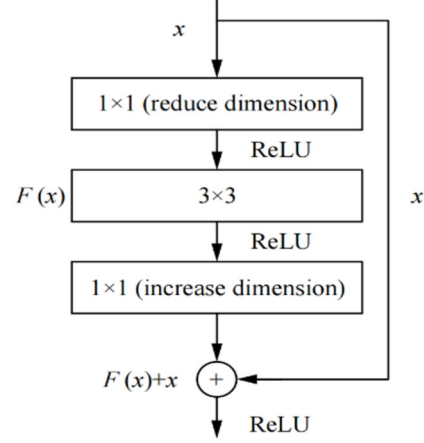 x
1×1 (reduce dimension)
ReLU
F (x)
3×3
x
ReLU
1×1 (increase dimension)
F (x)+x
+
ReLU